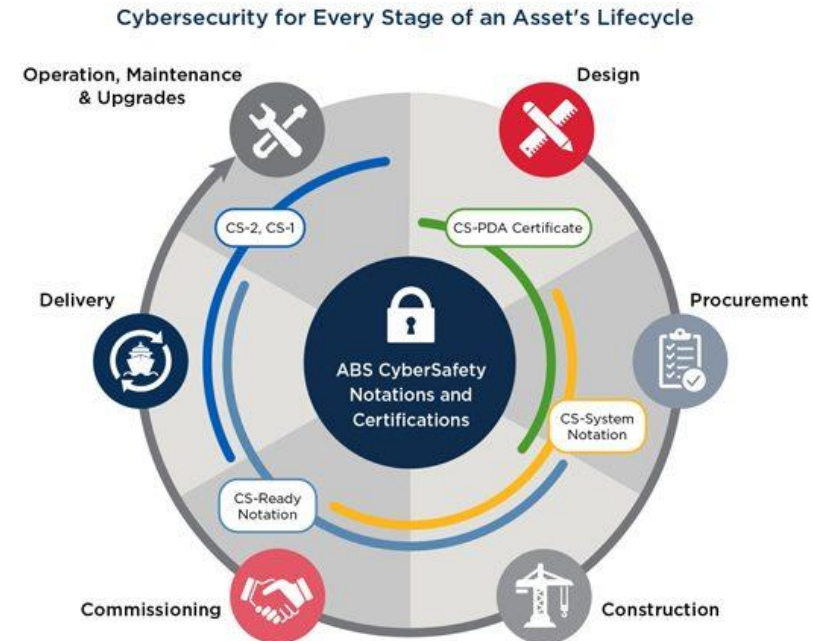 Cybersecurity for Every Stage of an Asset's Lifecycle
Operation, Maintenance
& Upgrades
Design
CS-2, CS-1
CS-PDA Certificate
Delivery
Procurement
ABS CyberSafety
Notations and
Certifications
CS-System
Notation
CS-Ready
Notation
Commissioning
Construction